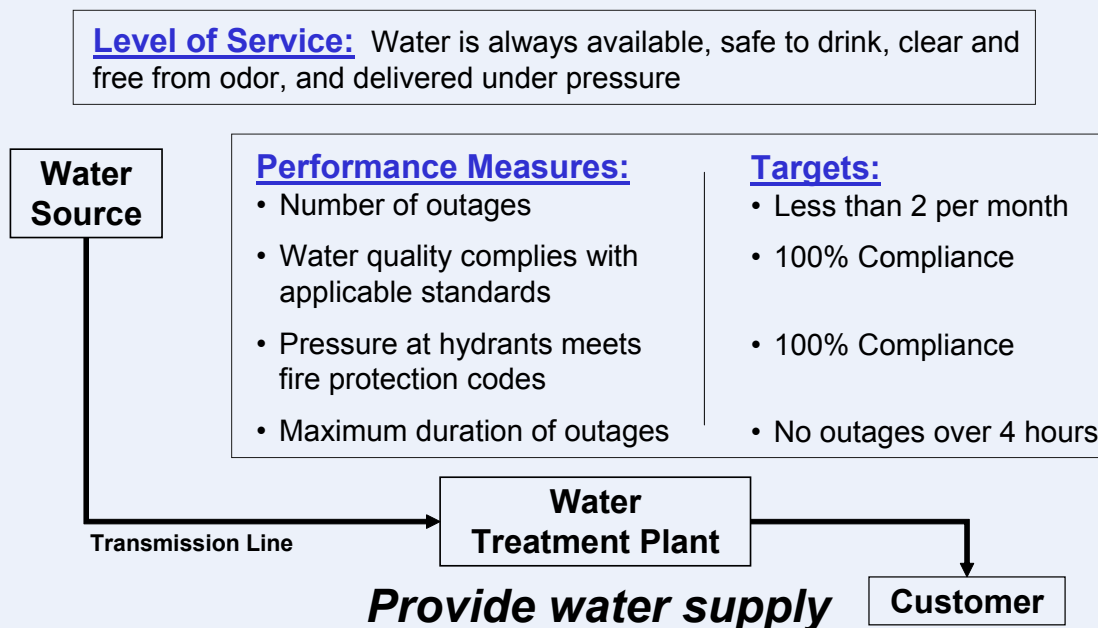 Level of Service: Water is always available, safe to drink, clear and
free from odor, and delivered under pressure
Water
Source
Performance Measures:
• Number of outages
• Water quality complies with
applicable standards
• Pressure at hydrants meets
fire protection codes
• Maximum duration of outages
Targets:
• Less than 2 per month
• 100% Compliance
• 100% Compliance
• No outages over 4 hours
Transmission Line
Water
Treatment Plant
Provide water supply
Customer